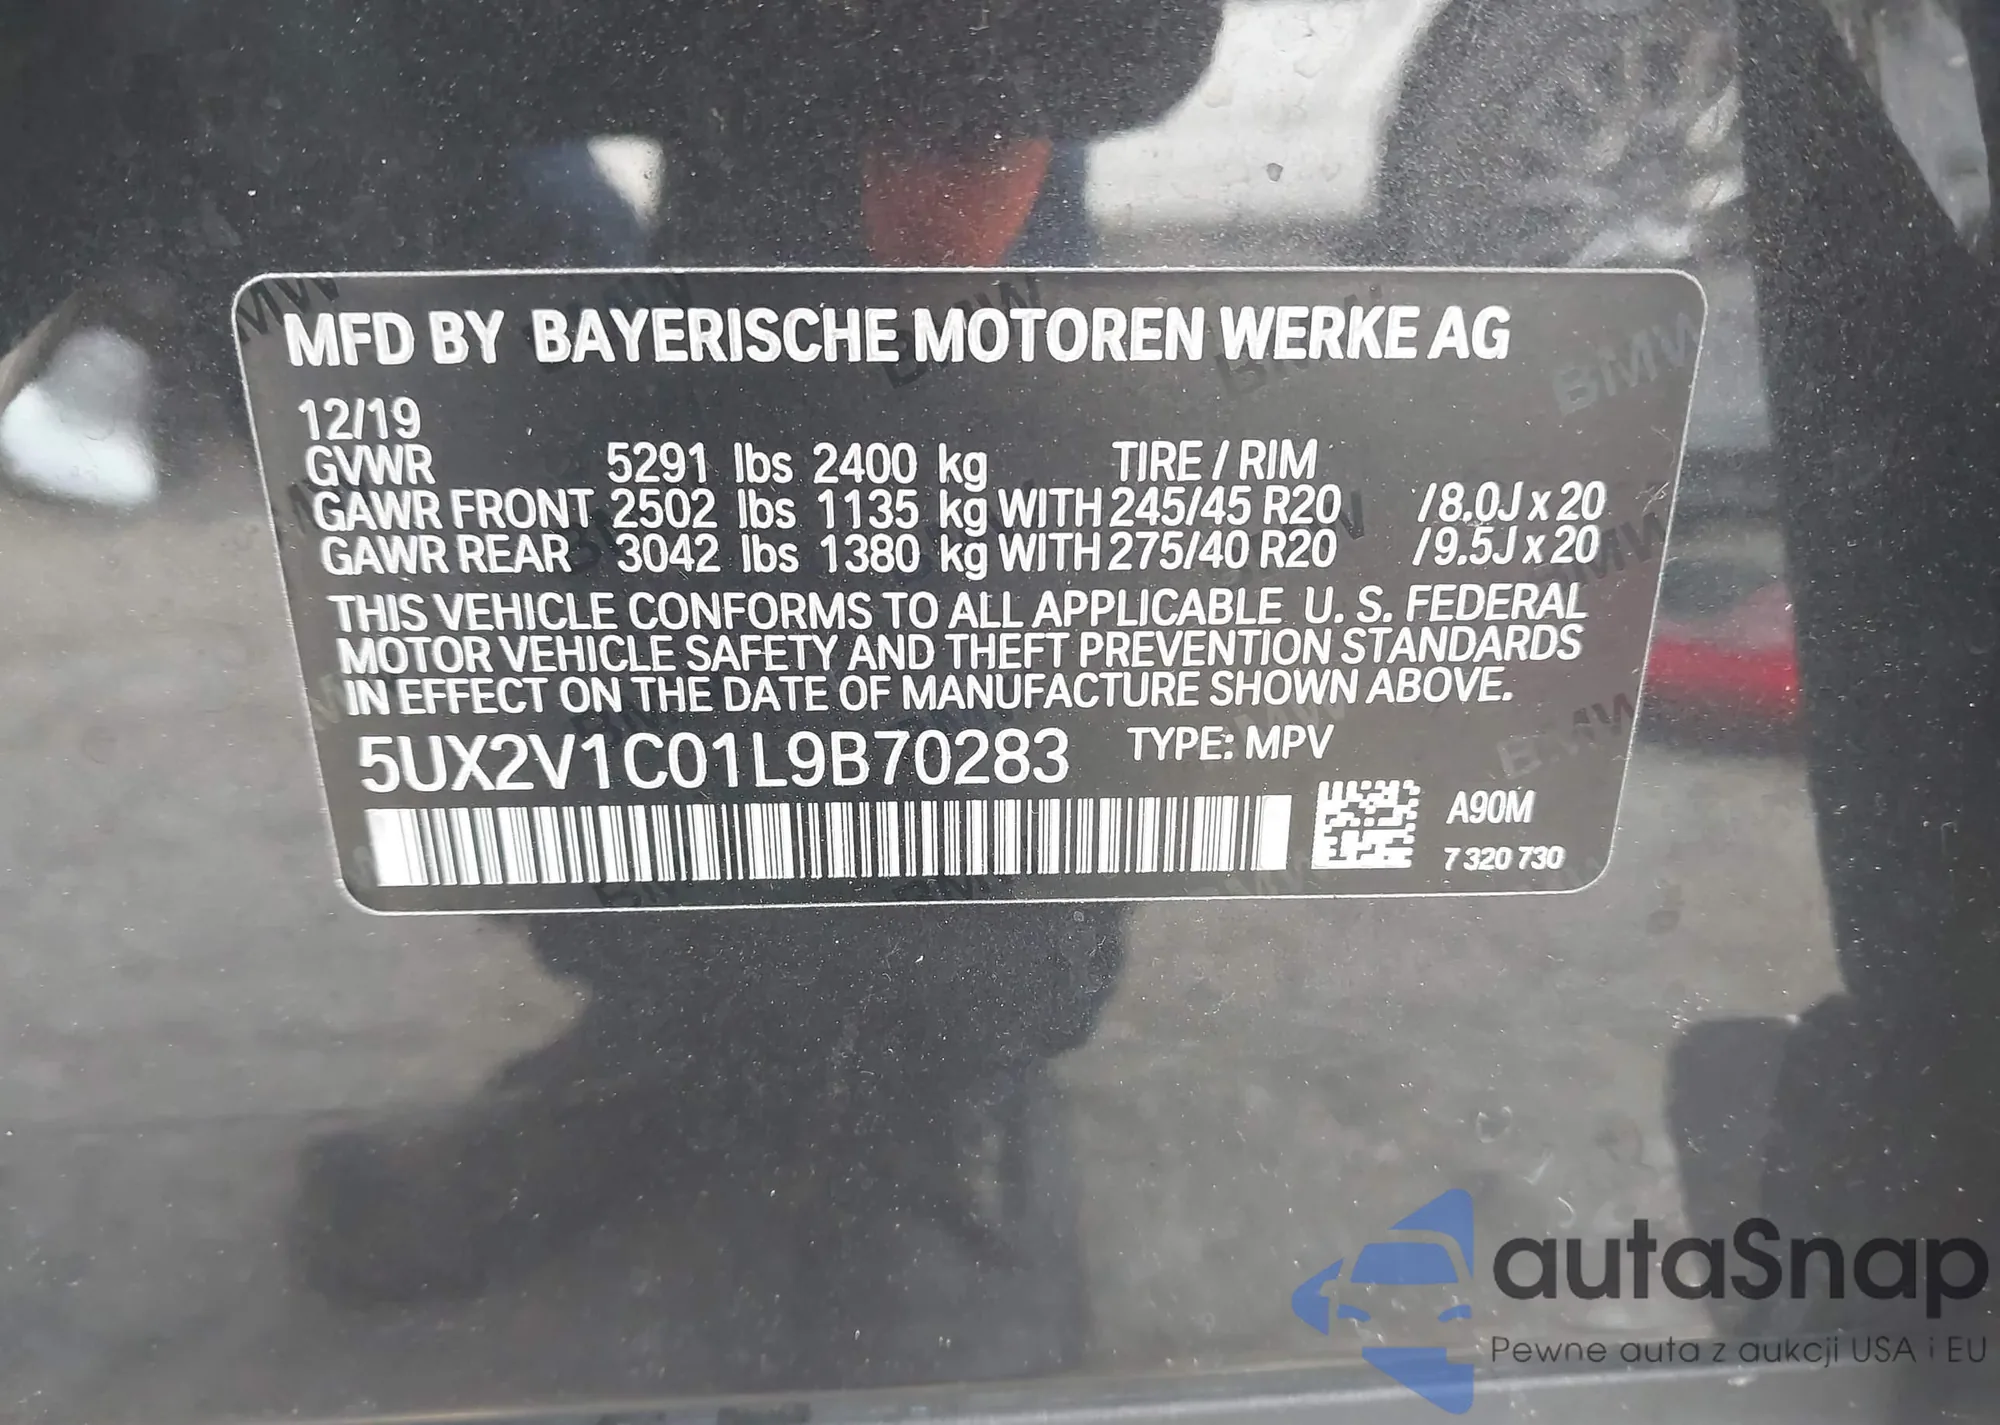 MFD BY BAYERISCHE MOTOREN WERKE AG
12/19
GVWR 5291 lbs 2400 kg TIRE / RIM
GAWR FRONT 2502 lbs 1135 kg WITH 245/45 R20 /8.0J x 20
GAWR REAR 3042 lbs 1380 kg WITH 275/40 R20 /9.5J x 20
THIS VEHICLE CONFORMS TO ALL APPLICABLE U. S. FEDERAL
MOTOR VEHICLE SAFETY AND THEFT PREVENTION STANDARDS
IN EFFECT ON THE DATE OF MANUFACTURE SHOWN ABOVE.
5UX2V1C01L9B70283 TYPE: MPV
A90M
7 320 730
autaSnap
Pewne auta z aukcji USA i EU